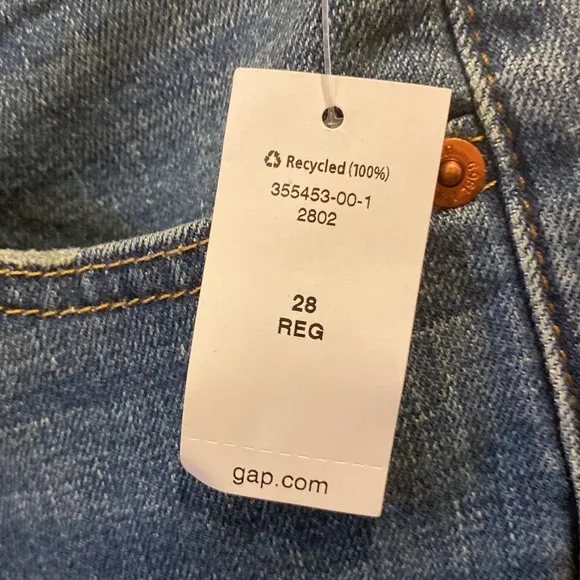 ♻ Recycled (100%)
355453-00-1
2802
28
REG
gap.com